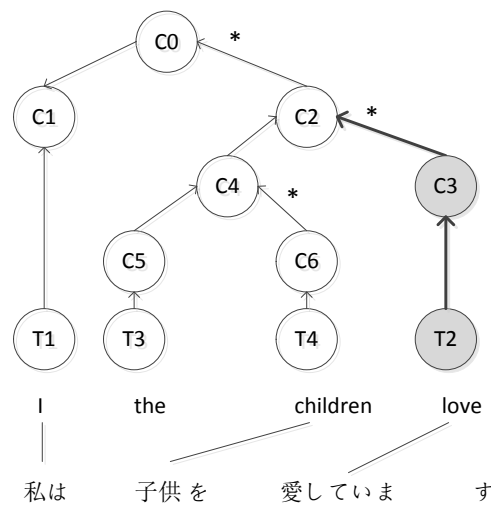 C0 *
C1 C2 *
C4 C3
*
C5 C6
T1 T3 T4 T2
I the children love
私は 子供 を 愛していま す